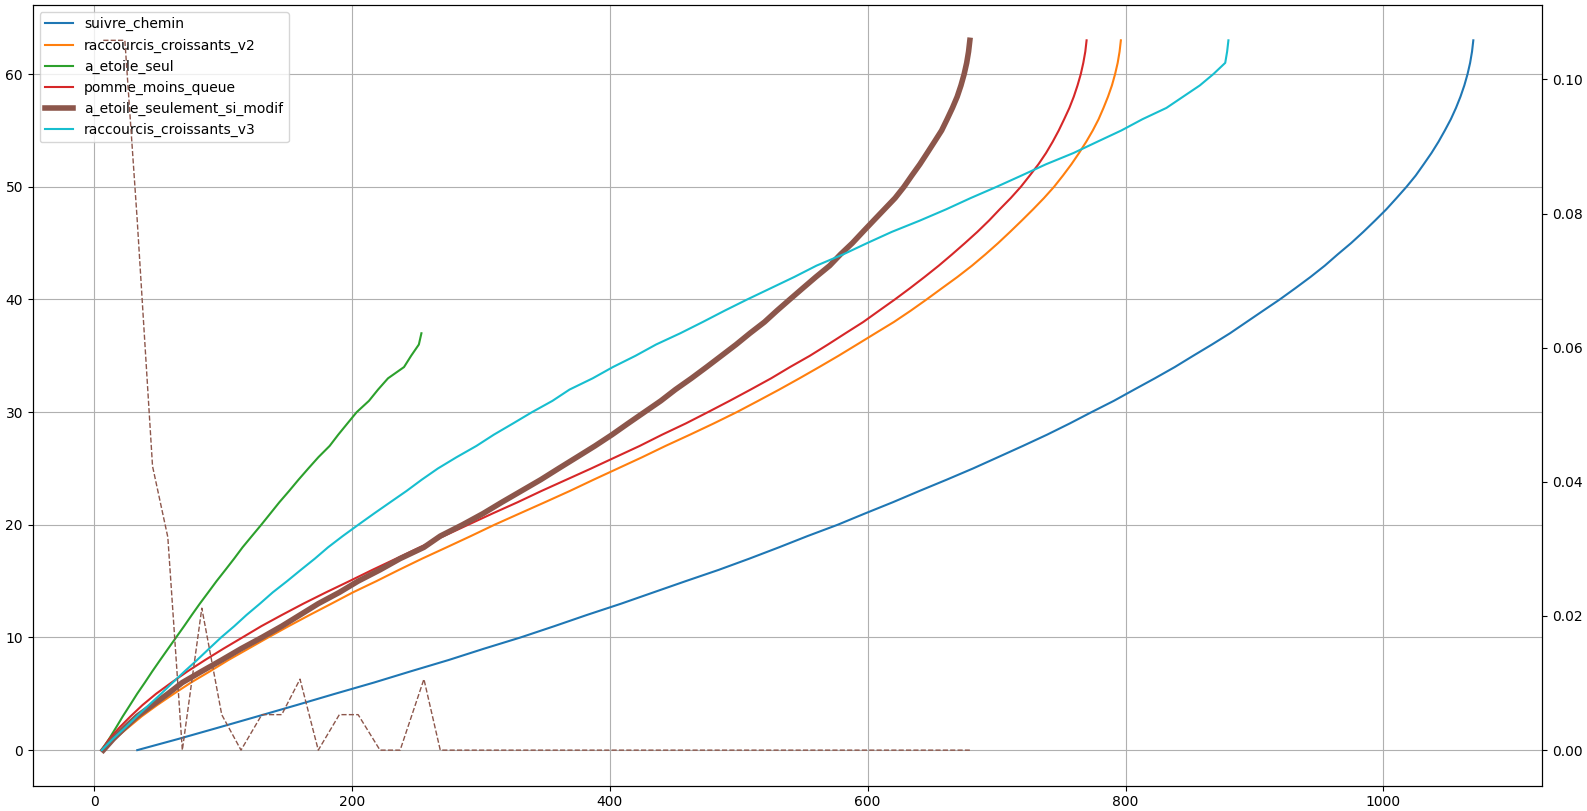 suivre_chemin
raccourcis_croissants_v2
a_etoile_seul
pomme_moins_queue
a_etoile_seulement_si_modif
raccourcis_croissants_v3
60
50
40
30
20
10
0
0.10
0.08
0.06
0.04
0.02
0.00
0 200 400 600 800 1000